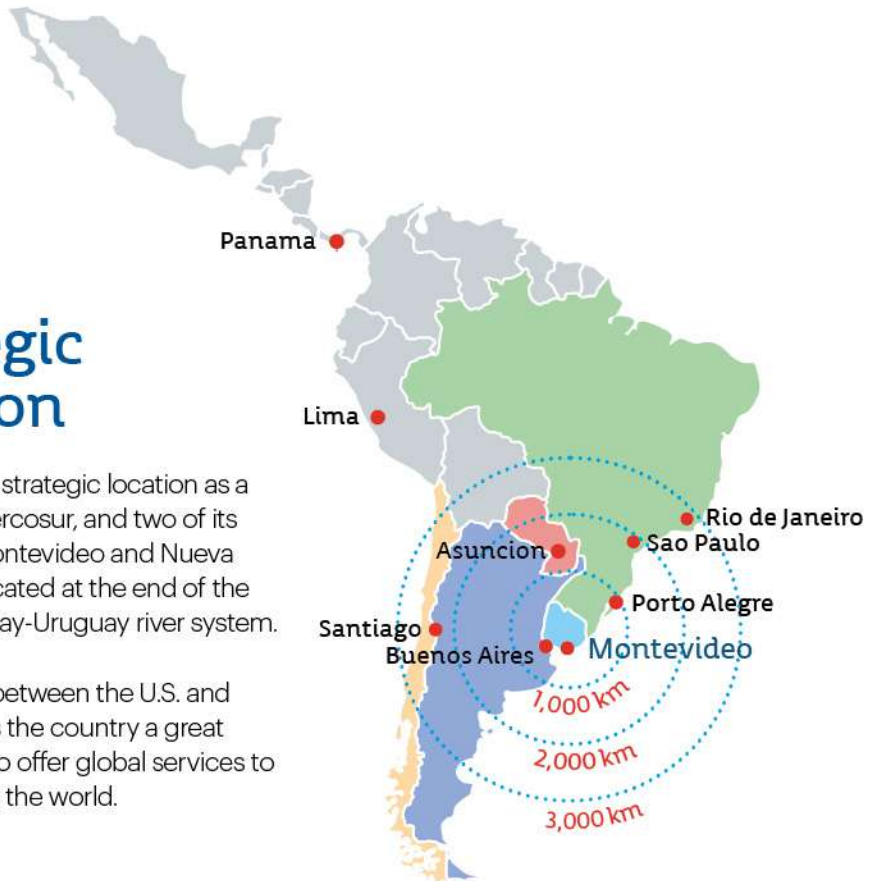 Panama
egic
on
Lima
strategic location as a
ercosur, and two of its
ontevideo and Nueva
cated at the end of the
ay-Uruguay river system.
between the U.S. and
s the country a great
o offer global services to
the world.
Rio de Janeiro
Sao Paulo
Asuncion
Porto Alegre
Santiago
Buenos Aires
Montevideo
1,000 km
2,000 km
3,000 km